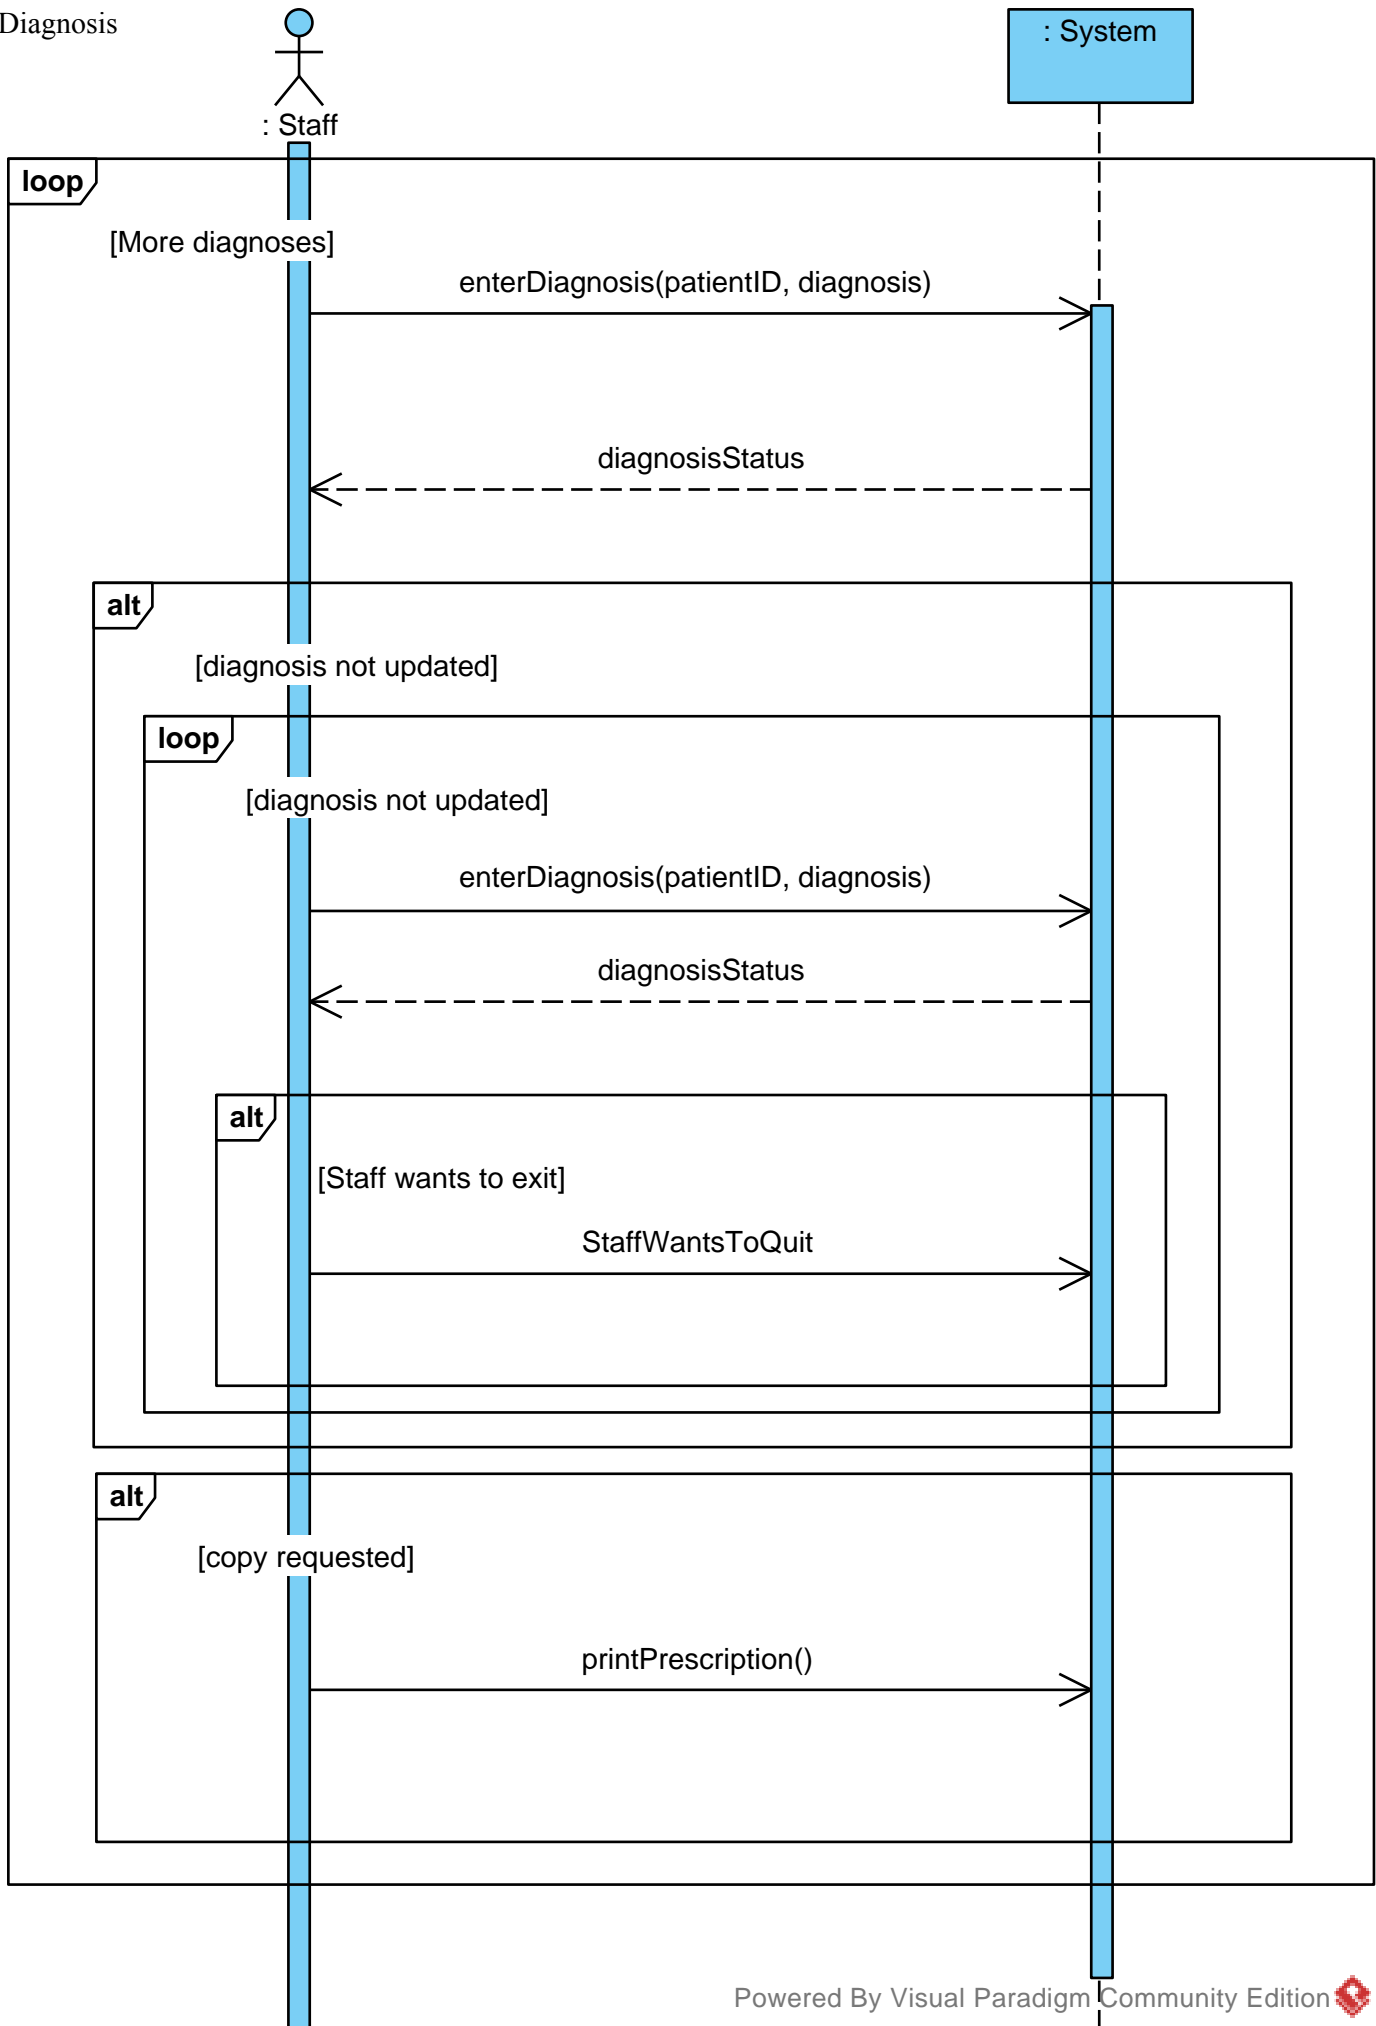 Diagnosis
: System
: Staff
loop
[More diagnoses]
enterDiagnosis(patientID, diagnosis)
diagnosisStatus
alt
[diagnosis not updated]
loop
[diagnosis not updated]
enterDiagnosis(patientID, diagnosis)
diagnosisStatus
alt
[Staff wants to exit]
StaffWantsToQuit
alt
[copy requested]
printPrescription()
Powered By Visual Paradigm Community Edition